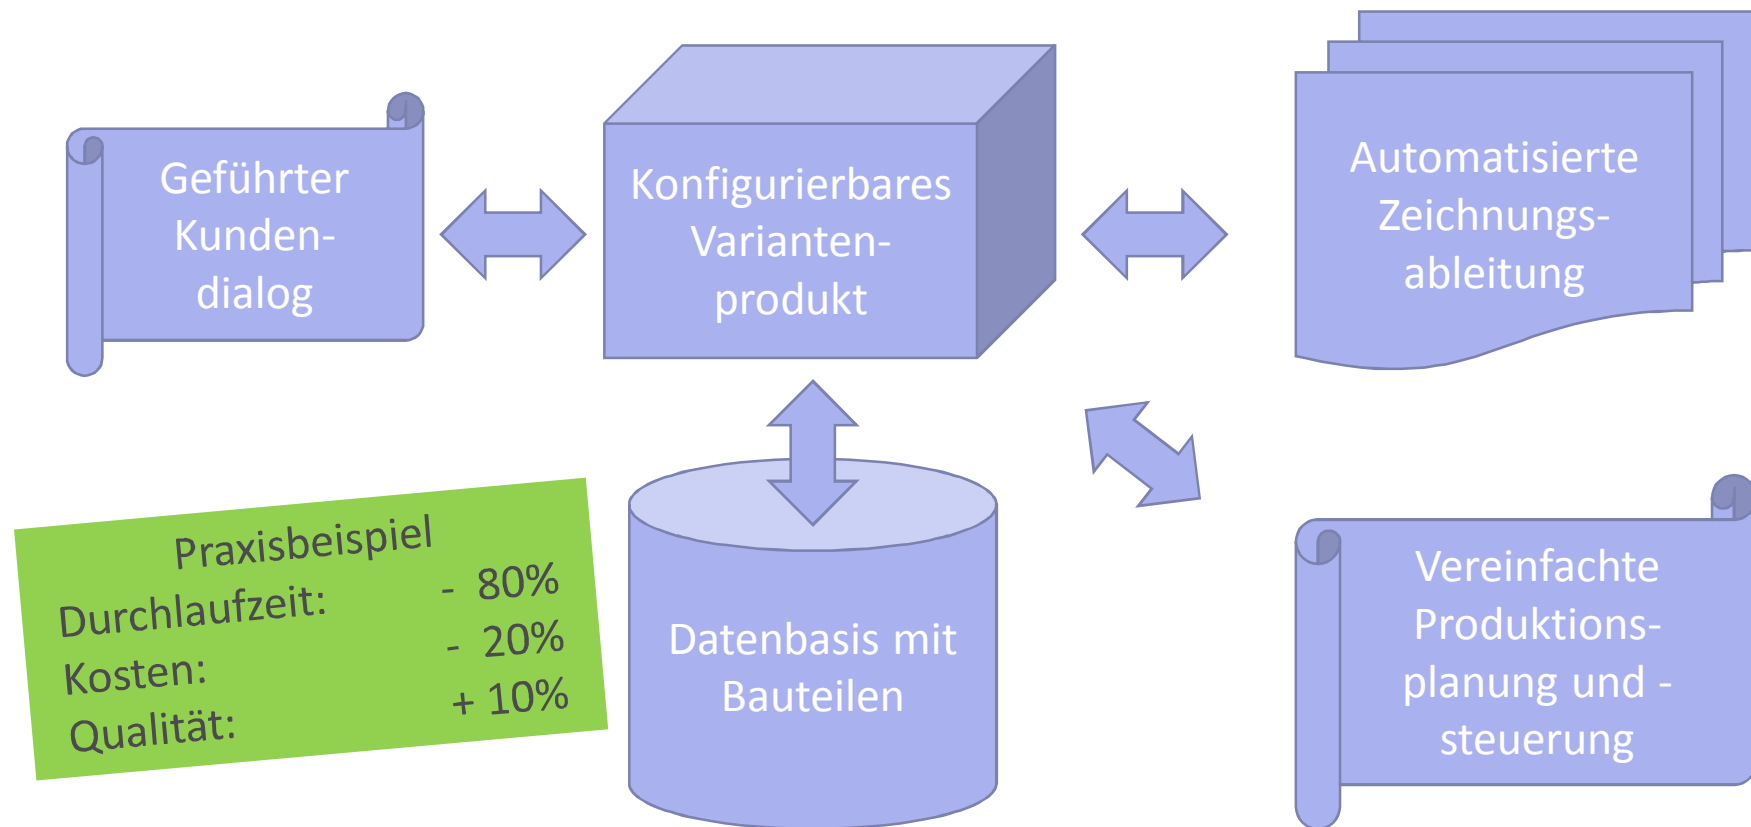 Geführter
Kunden-
dialog
Konfigurierbares
Varianten-
produkt
Automatisierte
Zeichnungs-
ableitung
Praxisbeispiel
Durchlaufzeit: - 80%
Kosten: - 20%
Qualität: + 10%
Datenbasis mit
Bauteilen
Vereinfachte
Produktions-
planung und -
steuerung